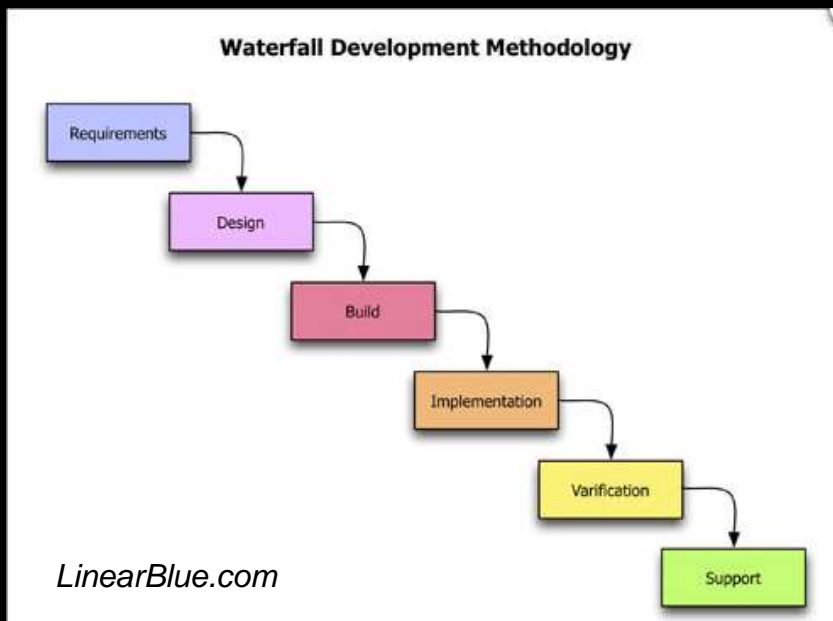 Waterfall Development Methodology
Requirements
Design
Build
Implementation
Varification
Support
LinearBlue.com